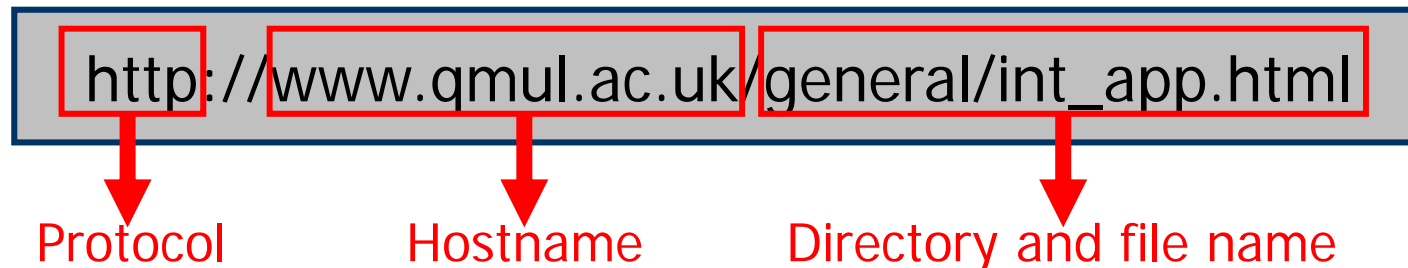 http://www.qmul.ac.uk/general/int_app.html
Protocol Hostname Directory and file name